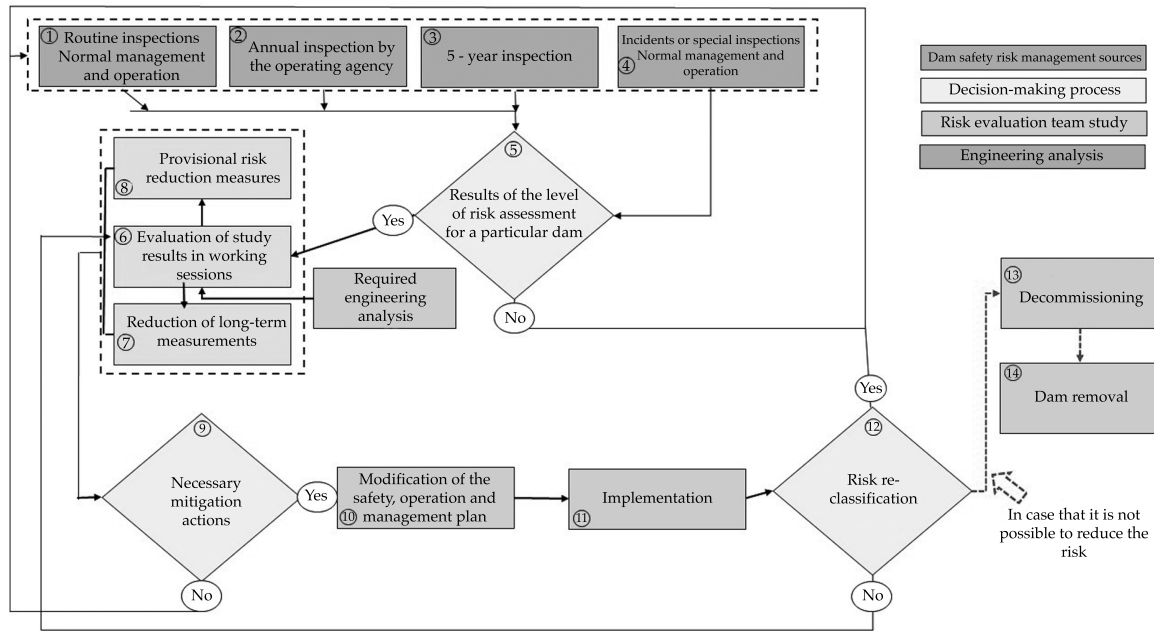 ① Routine inspections
Normal management
and operation
② Annual inspection by
the operating agency
③
5 - year inspection
Incidents or special inspections
Normal management and
④ operation
Dam safety risk management sources
Decision-making process
Risk evaluation team study
Engineering analysis
⑤
Results of the level
of risk assessment
for a particular dam
Yes
No
Provisional risk
reduction measures
⑧
⑥ Evaluation of study
results in working
sessions
Required
engineering
analysis
Reduction of long-term
⑦ measurements
⑬
Decommissioning
⑭
Dam removal
⑨
Necessary
mitigation
actions
Yes
No
Modification of the
safety, operation and
⑩ management plan
Implementation
⑪
Yes
⑫
Risk re-
classification
No
In case that it is not
possible to reduce the
risk